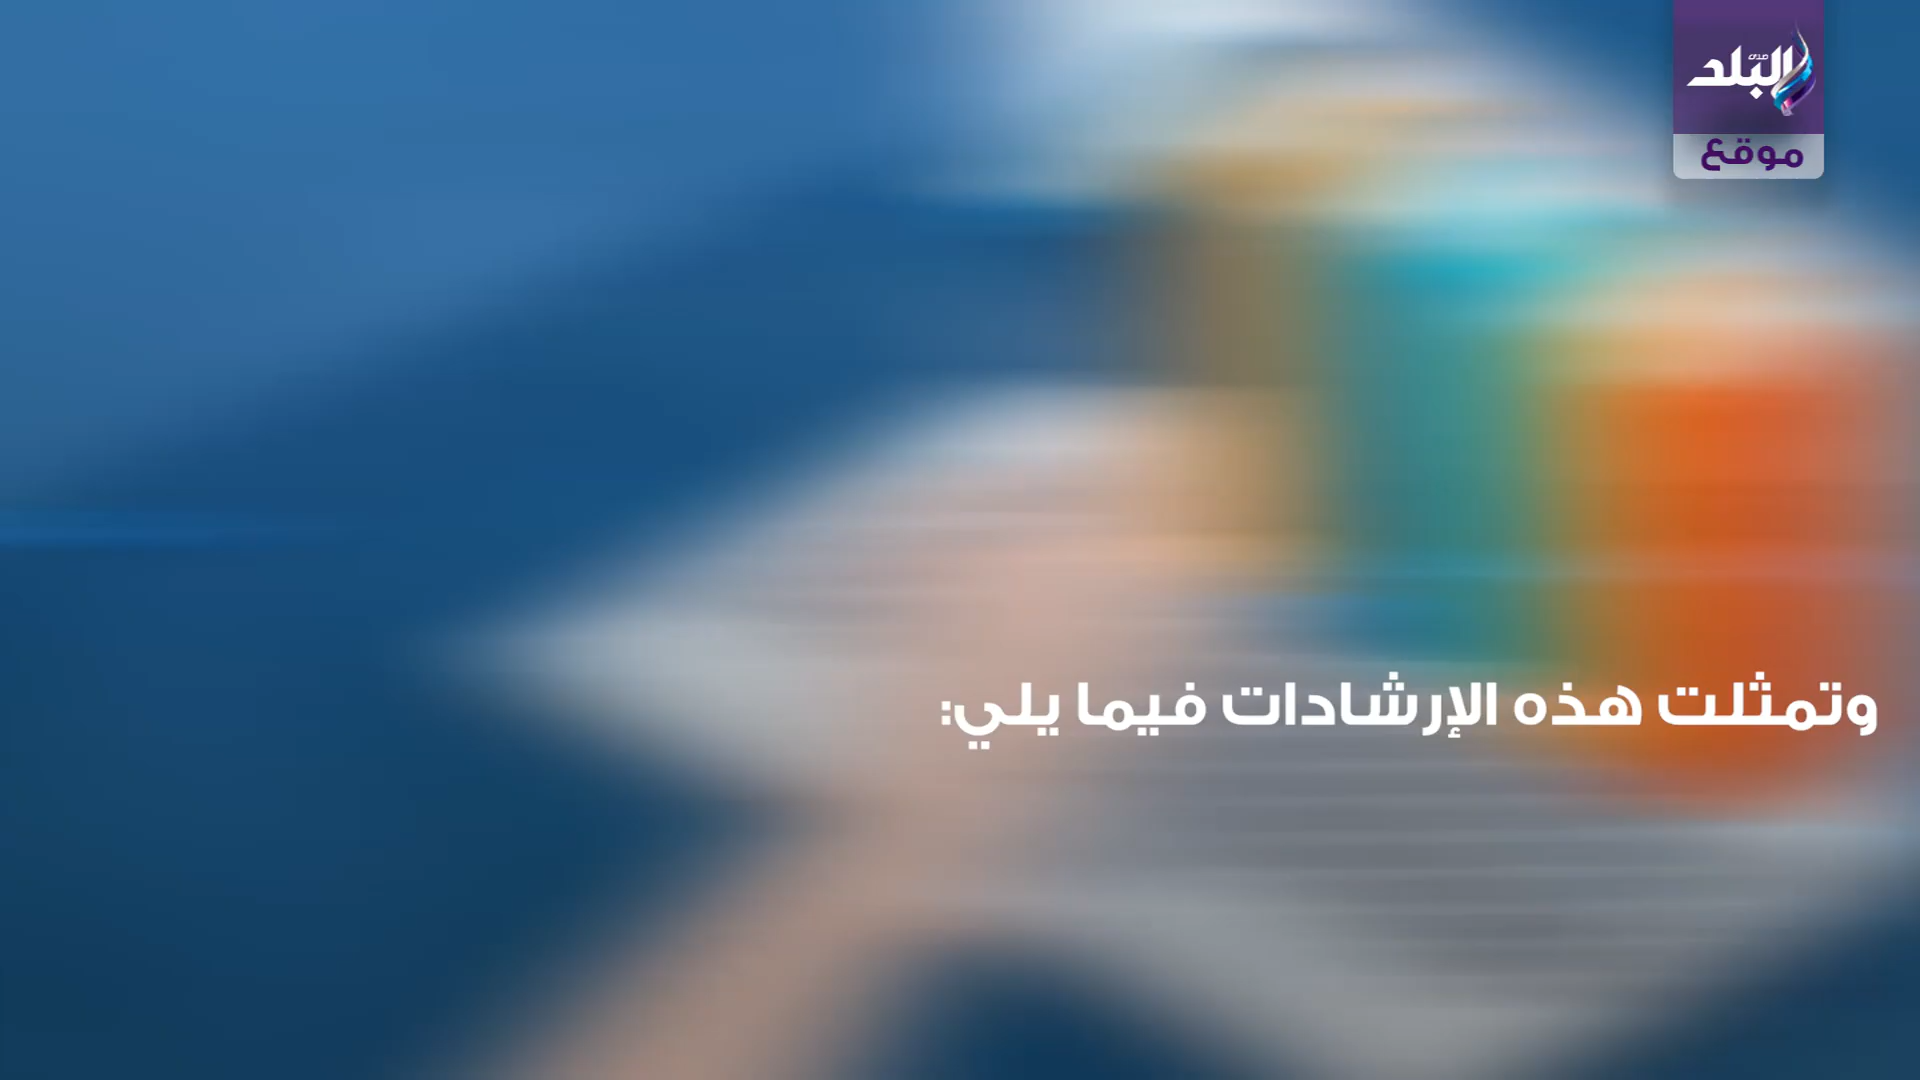 صدى
البلد
موقع
وتمثلت هذه الإرشادات فيما يلي: